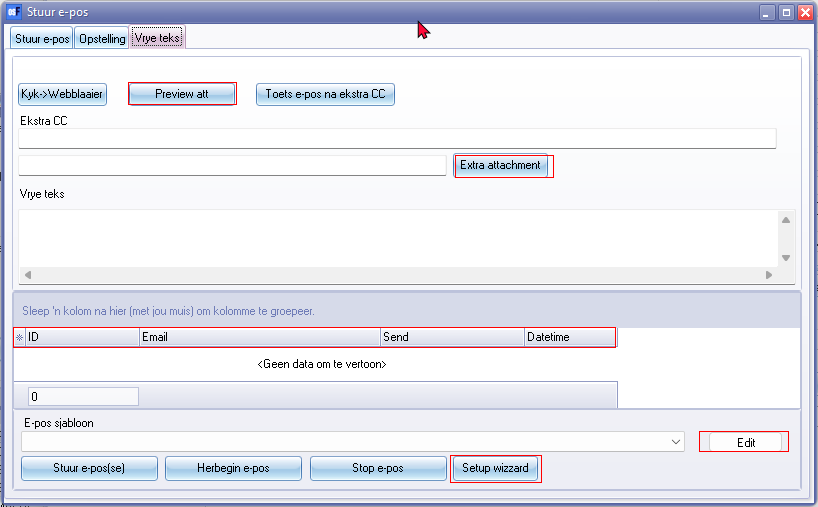 Stuur e-pos
Stuur e-pos Opstelling Vrye teks
Kyk->Webblaaier Preview att Toets e-pos na ekstra CC
Ekstra CC
Extra attachment
Vrye teks
Sleep 'n kolom na hier (met jou muis) om kolomme te groepeer.
ID Email Send Datetime
<Geen data om te vertoon>
0
E-pos sjabloon
Edit
Stuur e-pos(se) Herbegin e-pos Stop e-pos Setup wizzard